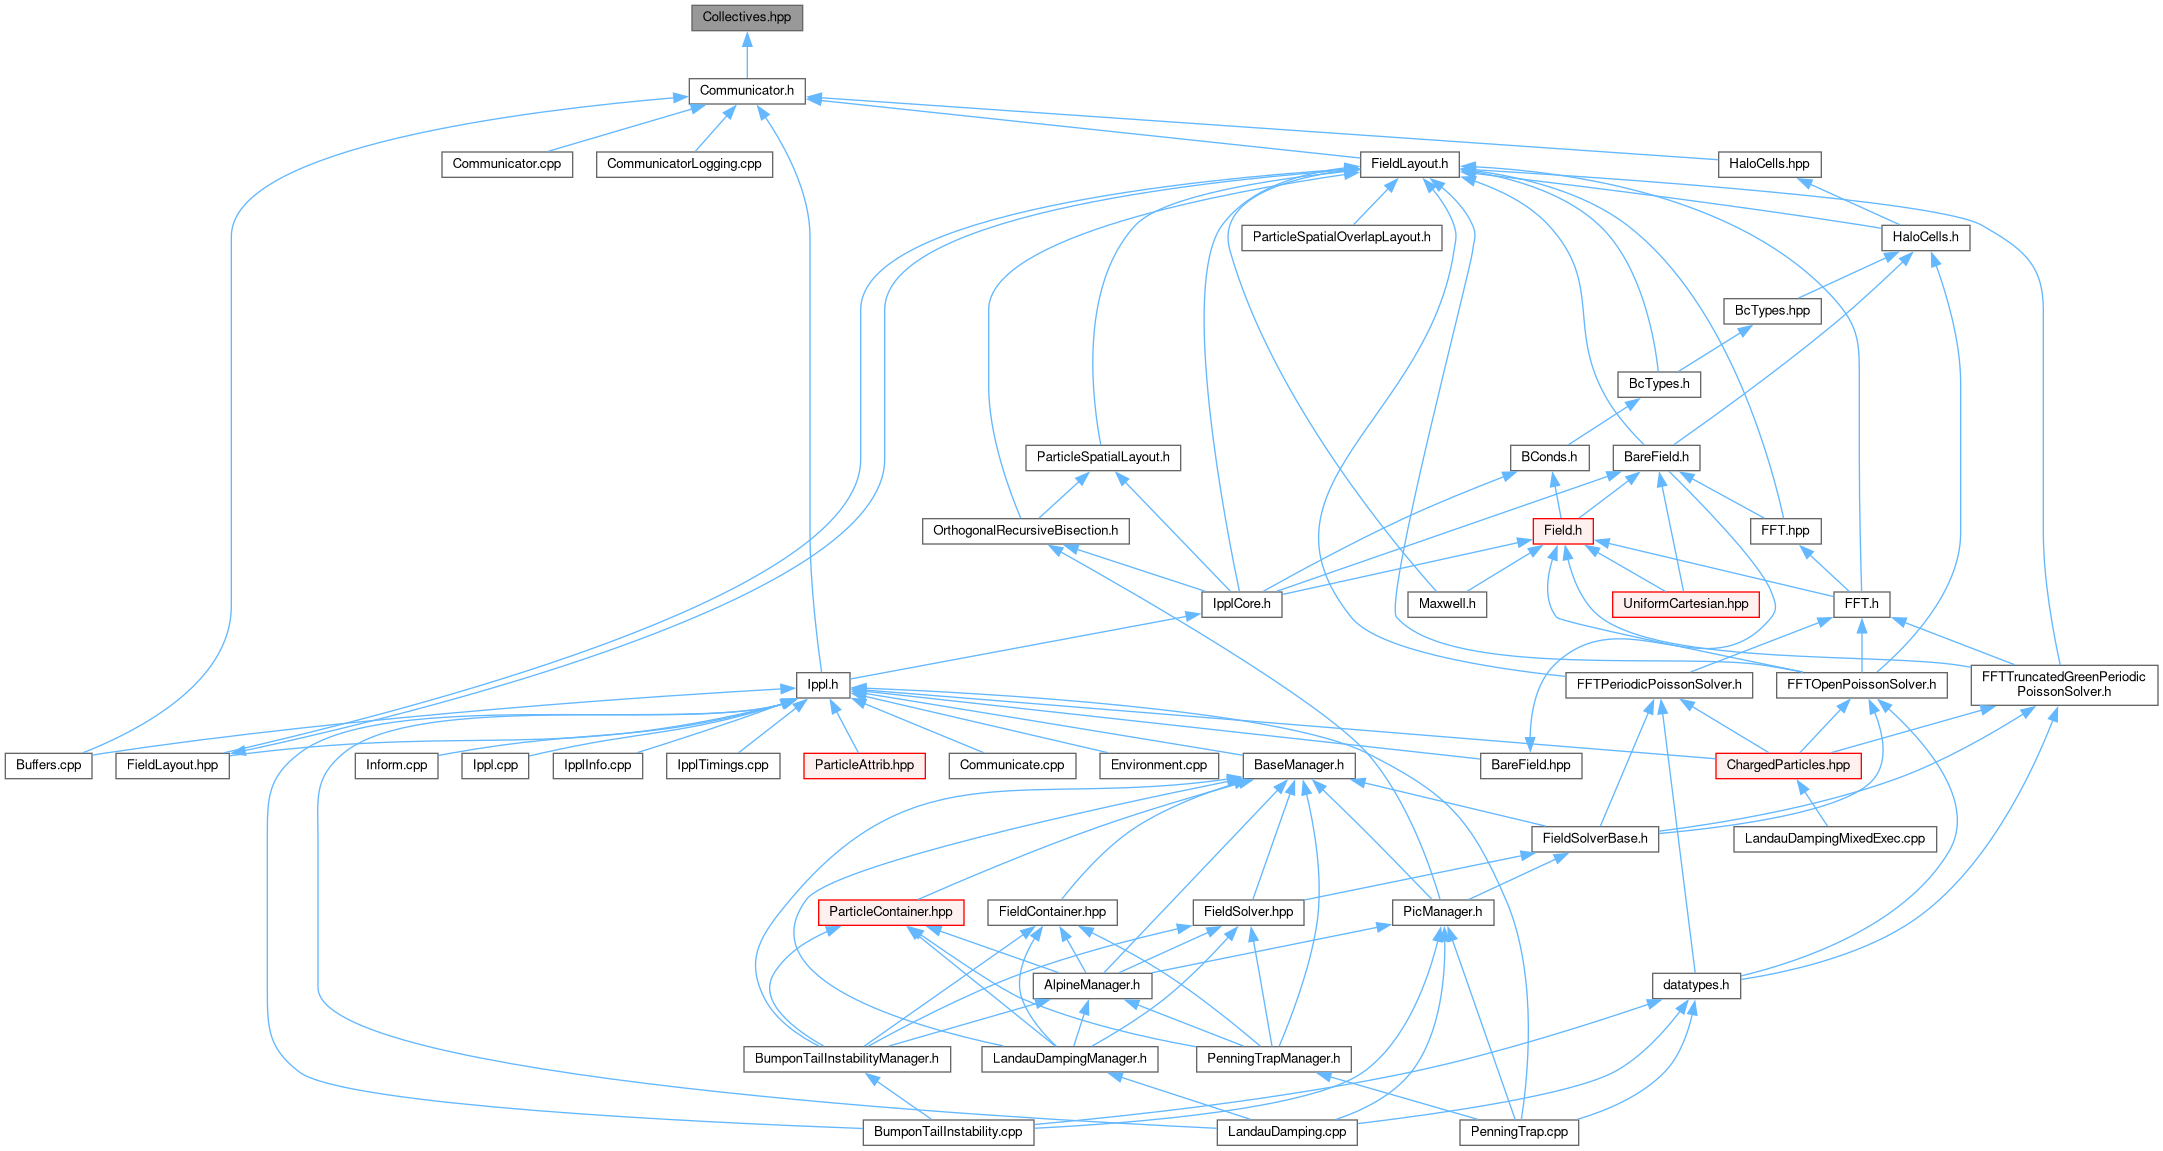 Collectives.hpp
Communicator.h
Communicator.cpp
CommunicatorLogging.cpp
FieldLayout.h
HaloCells.hpp
ParticleSpatialOverlapLayout.h
HaloCells.h
BcTypes.hpp
BcTypes.h
ParticleSpatialLayout.h
BConds.h
BareField.h
OrthogonalRecursiveBisection.h
Field.h
FFT.hpp
IpplCore.h
Maxwell.h
UniformCartesian.hpp
FFT.h
Ippl.h
FFTPeriodicPoissonSolver.h
FFTOpenPoissonSolver.h
FFTTruncatedGreenPeriodic
PoissonSolver.h
Buffers.cpp
FieldLayout.hpp
Inform.cpp
Ippl.cpp
IpplInfo.cpp
IpplTimings.cpp
ParticleAttrib.hpp
Communicate.cpp
Environment.cpp
BaseManager.h
BareField.hpp
ChargedParticles.hpp
FieldSolverBase.h
LandauDampingMixedExec.cpp
ParticleContainer.hpp
FieldContainer.hpp
FieldSolver.hpp
PicManager.h
AlpineManager.h
datatypes.h
BumponTailInstabilityManager.h
LandauDampingManager.h
PenningTrapManager.h
BumponTailInstability.cpp
LandauDamping.cpp
PenningTrap.cpp